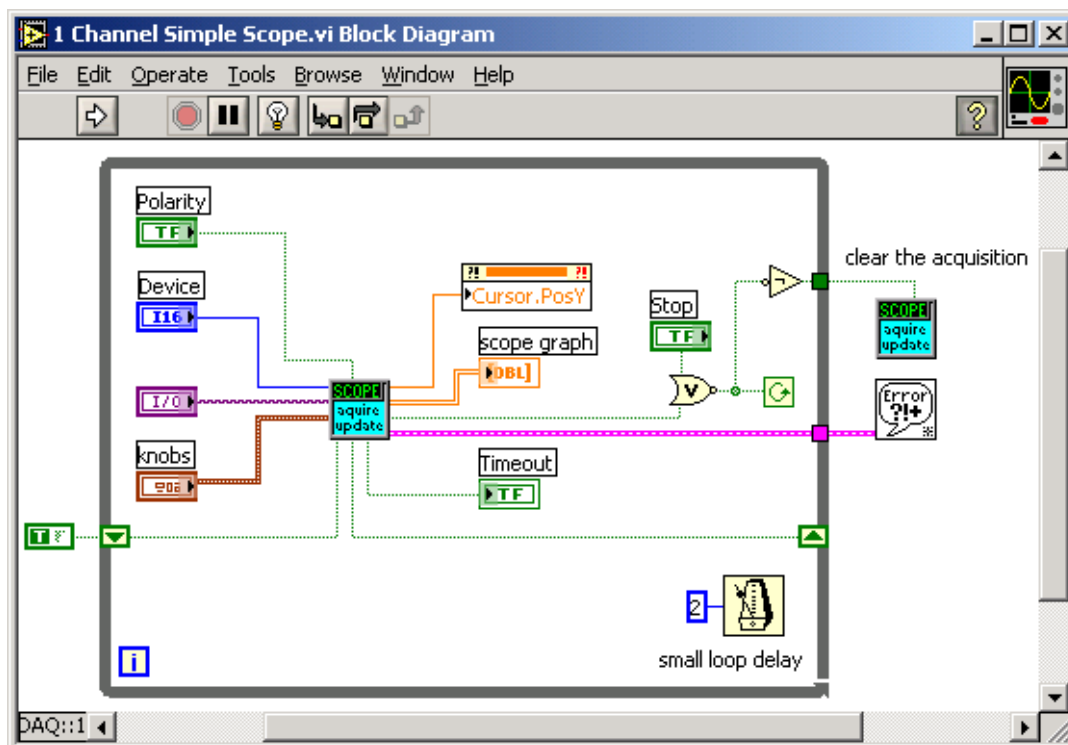 1 Channel Simple Scope.vi Block Diagram
File Edit Operate Tools Browse Window Help
Polarity
TF
clear the acquisition
Device
Cursor.PosY
Stop
SCOPE
aquire
update
I16
TF
scope graph
[DBL]
V
SCOPE
aquire
update
I/O
Error
?!+
knobs
Timeout
TF
T
2
small loop delay
i
DAQ::1